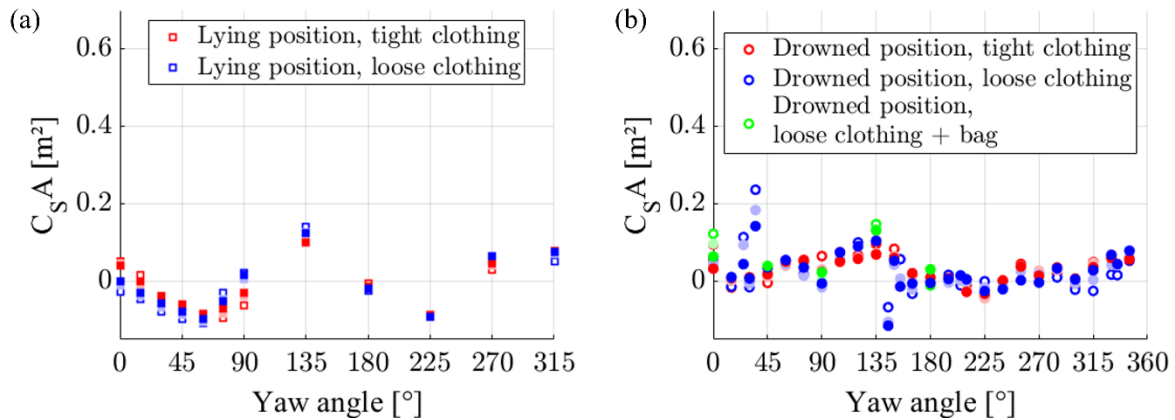 (a)
Lying position, tight clothing
Lying position, loose clothing
0.6
0.4
0.2
0
C_S A [m²]
0 45 90 135 180 225 270 315
Yaw angle [°]
(b)
Drowned position, tight clothing
Drowned position, loose clothing
Drowned position,
loose clothing + bag
0.6
0.4
0.2
0
C_S A [m²]
0 45 90 135 180 225 270 315 360
Yaw angle [°]